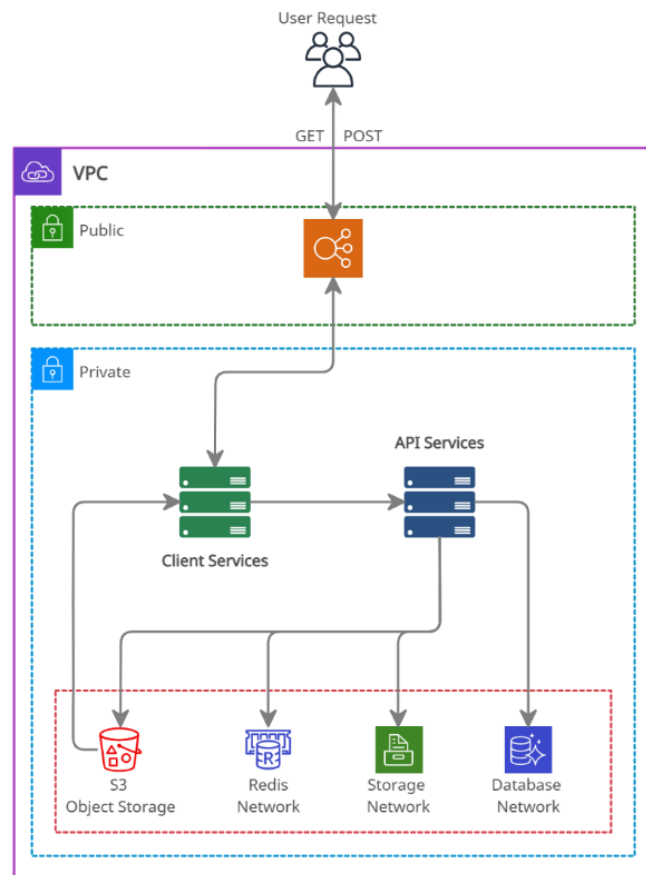 User Request
GET POST
VPC
Public
Private
API Services
Client Services
S3
Object Storage
Redis
Network
Storage
Network
Database
Network
R